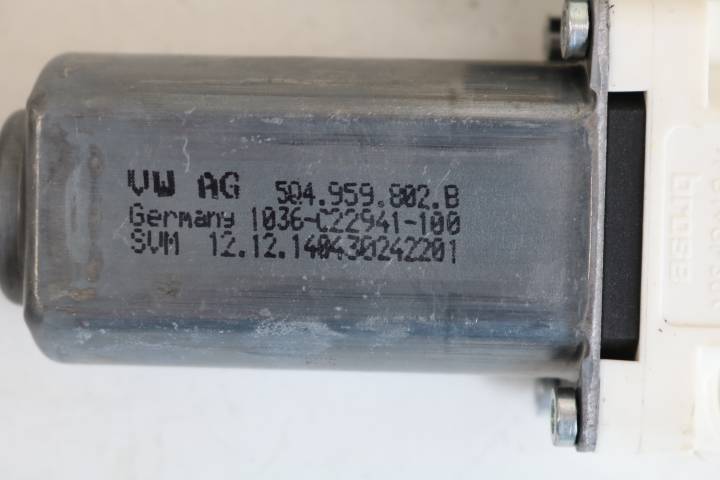 VW AG 5Q4.959.802.B
Germany 1036-C22941-100
SVM 12.12.140430242201
brose